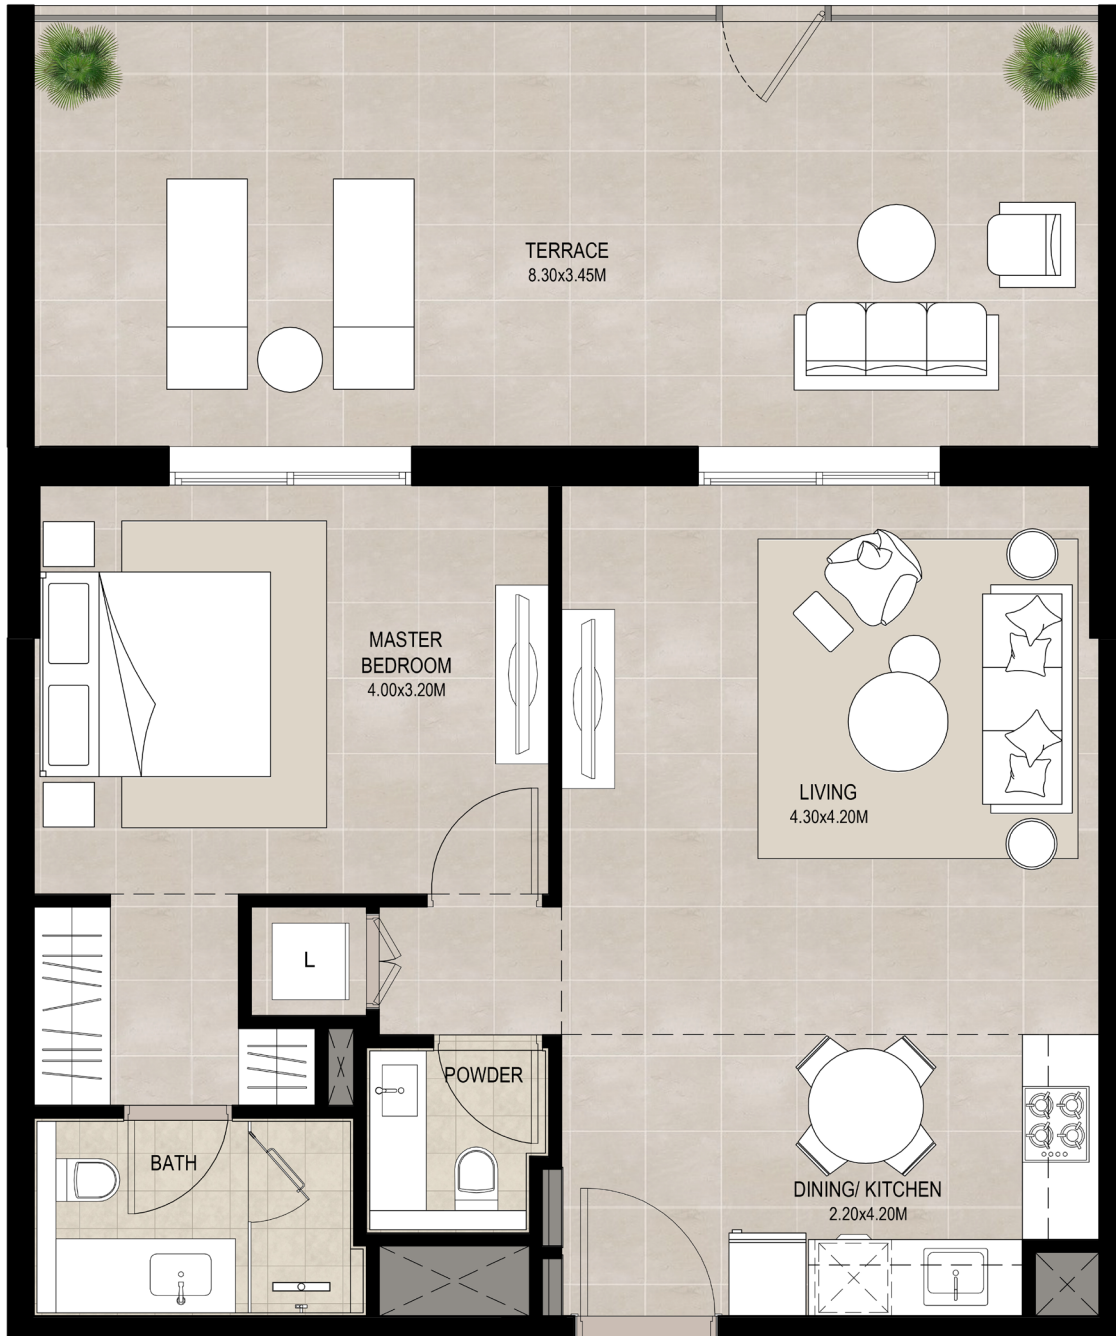 TERRACE
8.30x3.45M
MASTER
BEDROOM
4.00x3.20M
LIVING
4.30x4.20M
L
POWDER
BATH
DINING/ KITCHEN
2.20x4.20M